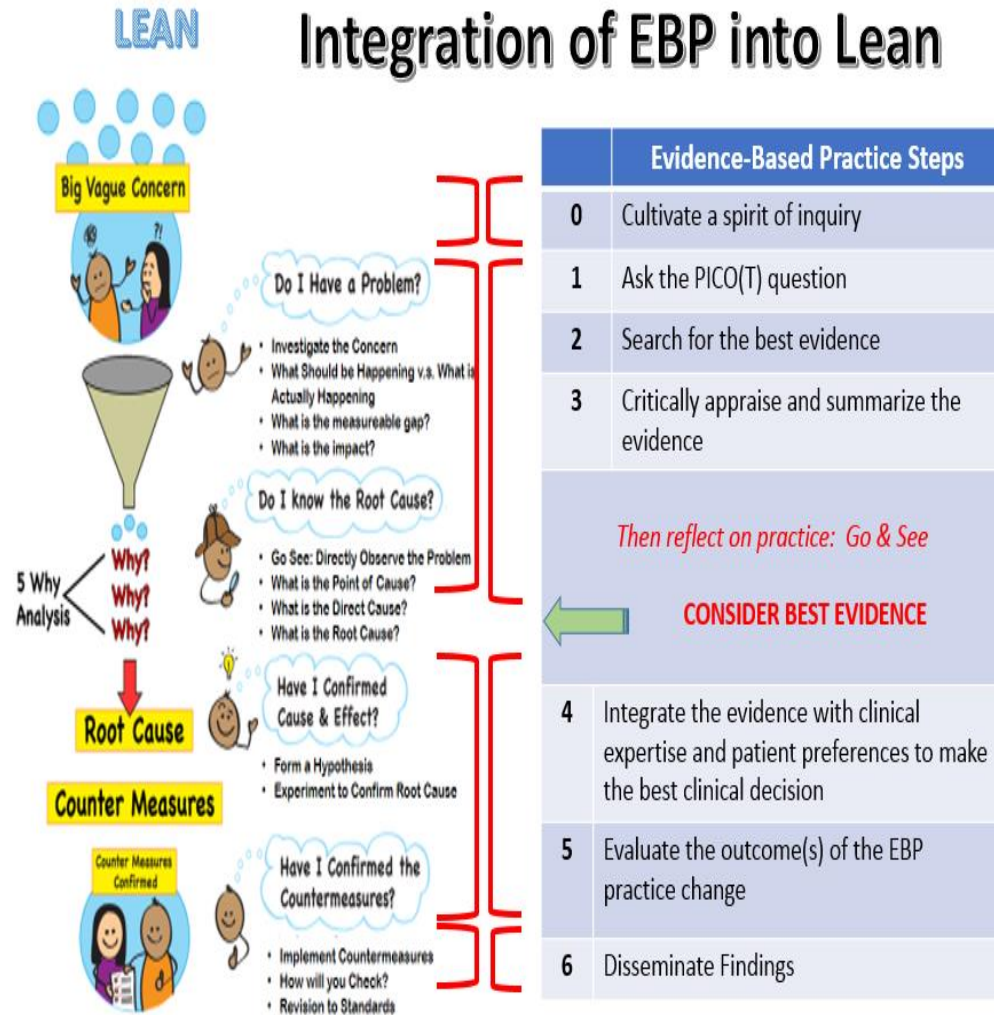 LEAN
Integration of EBP into Lean
Big Vague Concern
?!
Do I Have a Problem?
• Investigate the Concern
• What Should be Happening v.s. What is
Actually Happening
• What is the measureable gap?
• What is the impact?
Do I know the Root Cause?
• Go See: Directly Observe the Problem
• What is the Point of Cause?
• What is the Direct Cause?
• What is the Root Cause?
5 Why
Analysis
Why?
Why?
Why?
Root Cause
Have I Confirmed
Cause & Effect?
• Form a Hypothesis
• Experiment to Confirm Root Cause
Counter Measures
Counter Measures
Confirmed
Have I Confirmed the
Countermeasures?
• Implement Countermeasures
• How will you Check?
• Revision to Standards
Evidence-Based Practice Steps
0 Cultivate a spirit of inquiry
1 Ask the PICO(T) question
2 Search for the best evidence
3 Critically appraise and summarize the
evidence
Then reflect on practice: Go & See
CONSIDER BEST EVIDENCE
4 Integrate the evidence with clinical
expertise and patient preferences to make
the best clinical decision
5 Evaluate the outcome(s) of the EBP
practice change
6 Disseminate Findings